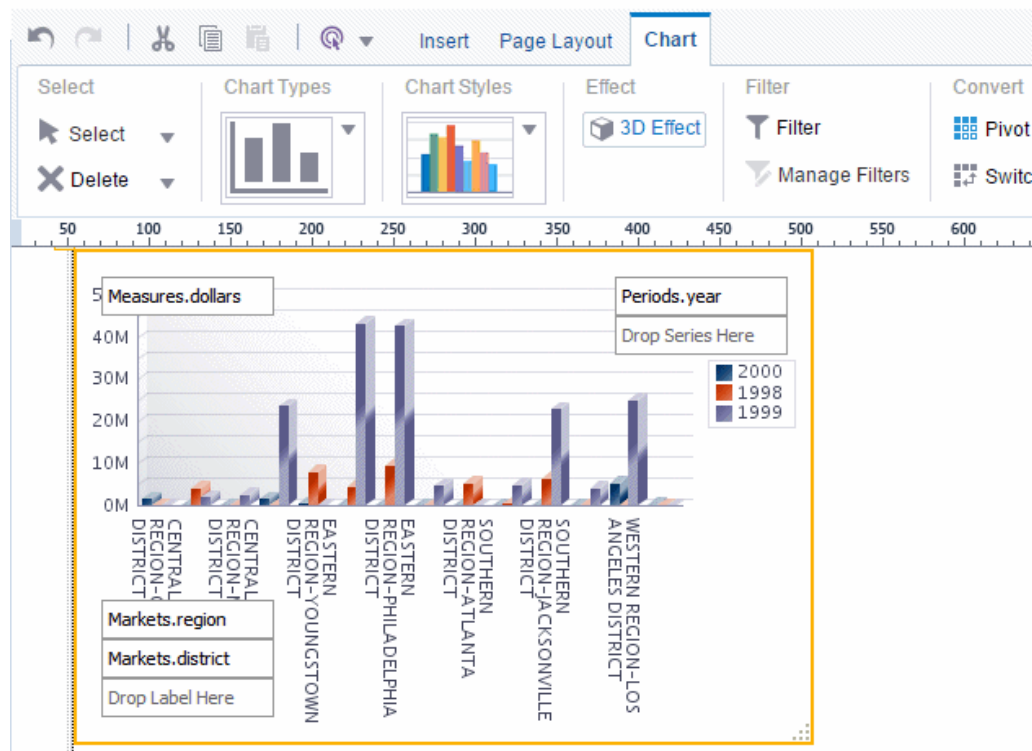 Insert Page Layout Chart
Select Chart Types Chart Styles Effect Filter Convert
Select 3D Effect Filter Pivot
Delete Manage Filters Switc
50 100 150 200 250 300 350 400 450 500 550 600
Measures.dollars
Periods.year
Drop Series Here
40M
30M
20M
10M
0M
2000
1998
1999
CENTRAL
REGION-
DISTRICT
CENTRAL
REGION-
DISTRICT
EASTERN
REGION-YOUNGSTOWN
DISTRICT
EASTERN
REGION-PHILADELPHIA
DISTRICT
SOUTHERN
REGION-ATLANTA
DISTRICT
SOUTHERN
REGION-JACKSONVILLE
DISTRICT
WESTERN REGION-LOS
ANGELES DISTRICT
Markets.region
Markets.district
Drop Label Here